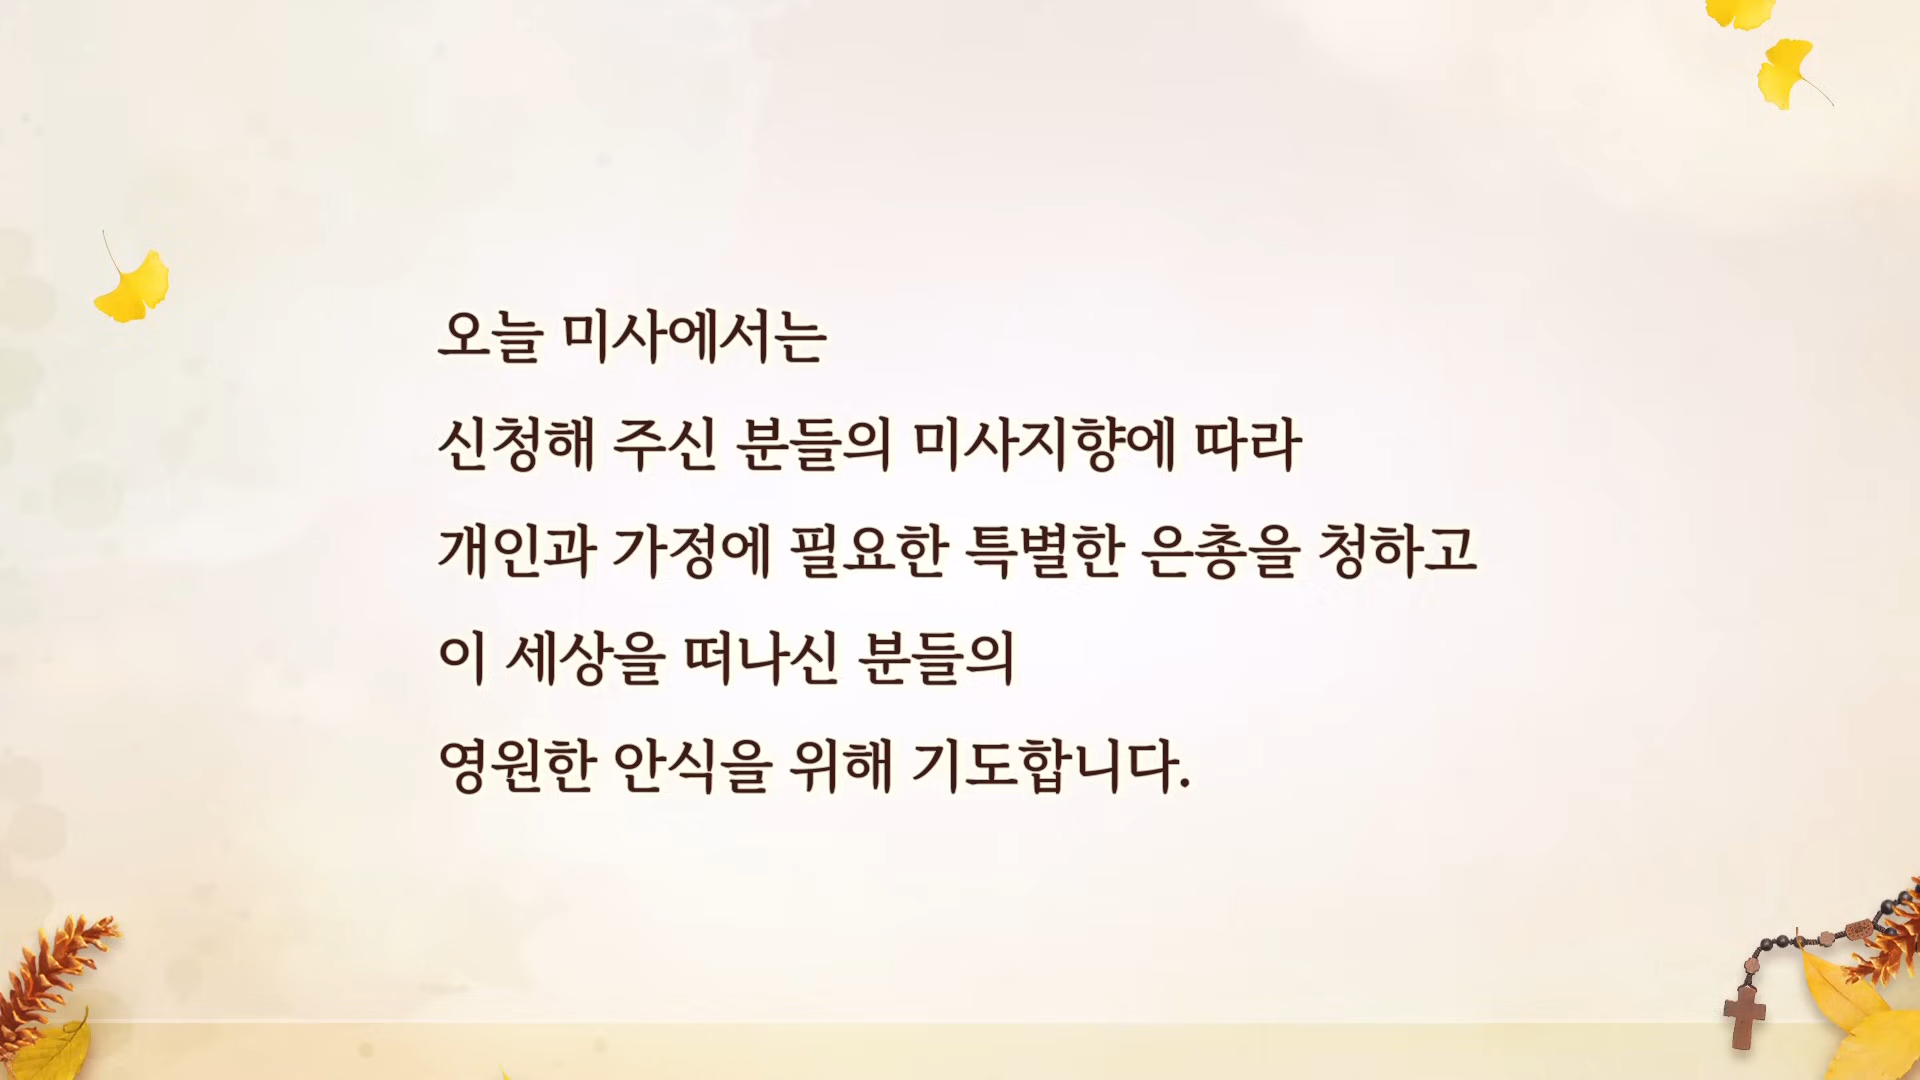 오늘 미사에서는
신청해 주신 분들의 미사지향에 따라
개인과 가정에 필요한 특별한 은총을 청하고
이 세상을 떠나신 분들의
영원한 안식을 위해 기도합니다.